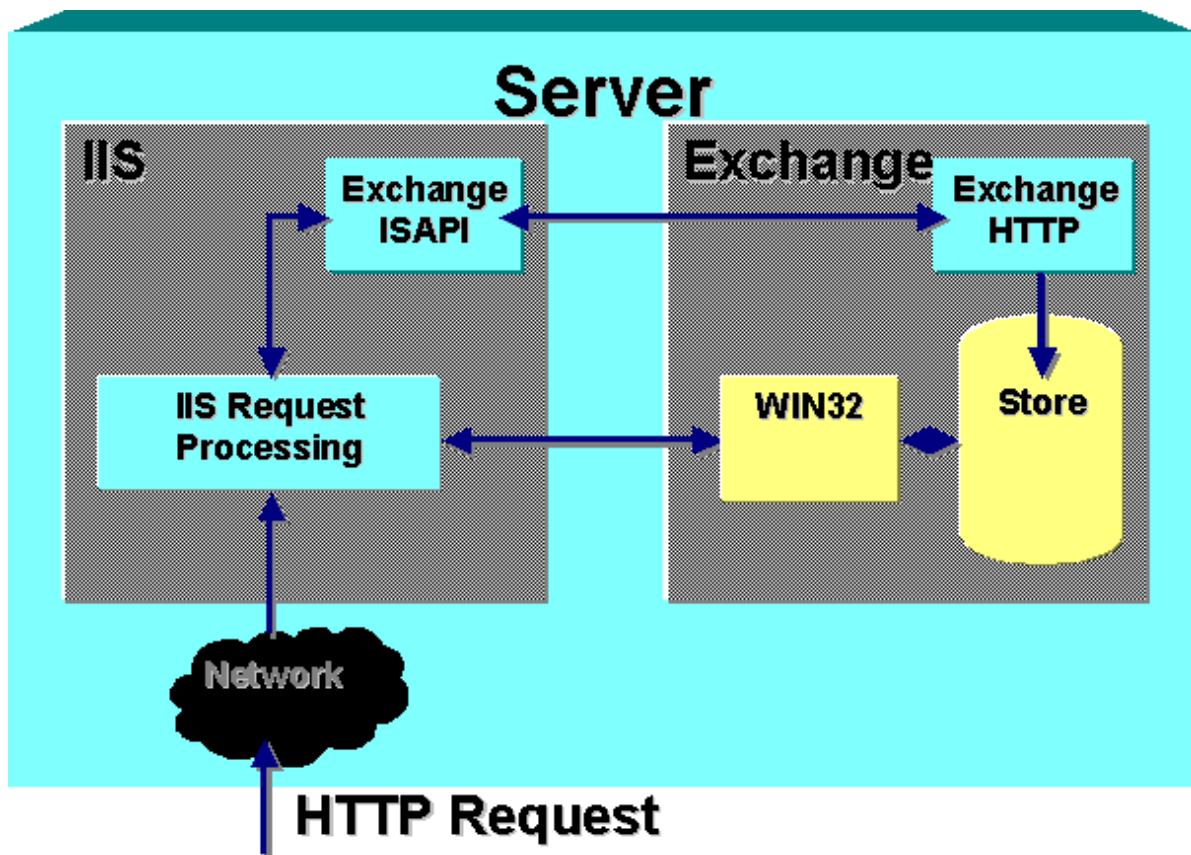 Server
IIS
Exchange
ISAPI
IIS Request
Processing
Exchange
Exchange
HTTP
WIN32
Store
Network
HTTP Request